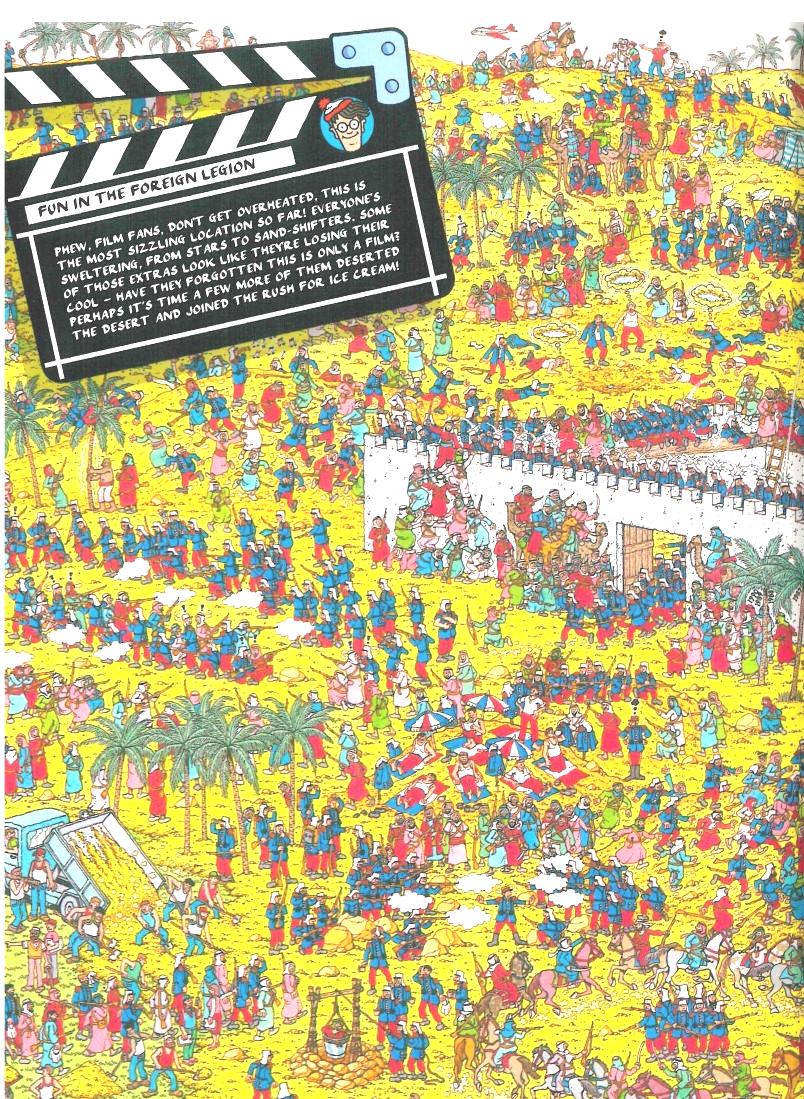 FUN IN THE FOREIGN LEGION
PHEW, FILM FANS, DON'T GET OVERHEATED, THIS IS
THE MOST SIZZLING LOCATION SO FAR! EVERYONE'S
SWELTERING, FROM STARS TO SAND-SHIFTERS. SOME
OF THOSE EXTRAS LOOK LIKE THEY'RE LOSING THEIR
COOL – HAVE THEY FORGOTTEN THIS IS ONLY A FILM?
PERHAPS IT'S TIME A FEW MORE OF THEM DESERTED
THE DESERT AND JOINED THE RUSH FOR ICE CREAM!